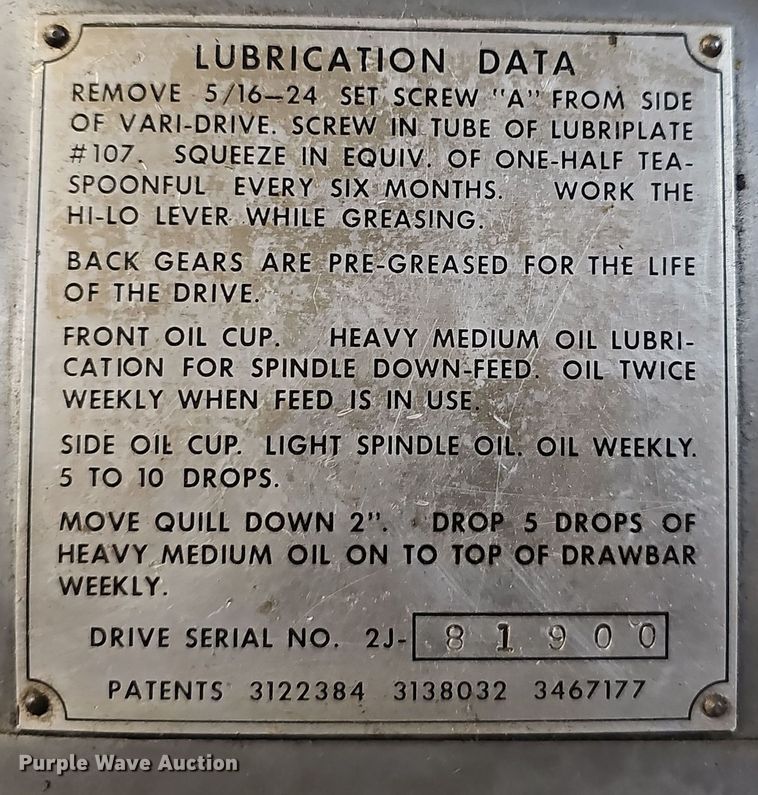 LUBRICATION DATA
REMOVE 5/16-24 SET SCREW "A" FROM SIDE
OF VARI-DRIVE. SCREW IN TUBE OF LUBRIPLATE
#107. SQUEEZE IN EQUIV. OF ONE-HALF TEA-
SPOONFUL EVERY SIX MONTHS. WORK THE
HI-LO LEVER WHILE GREASING.
BACK GEARS ARE PRE-GREASED FOR THE LIFE
OF THE DRIVE.
FRONT OIL CUP. HEAVY MEDIUM OIL LUBRI-
CATION FOR SPINDLE DOWN-FEED. OIL TWICE
WEEKLY WHEN FEED IS IN USE.
SIDE OIL CUP. LIGHT SPINDLE OIL. OIL WEEKLY.
5 TO 10 DROPS.
MOVE QUILL DOWN 2". DROP 5 DROPS OF
HEAVY MEDIUM OIL ON TO TOP OF DRAWBAR
WEEKLY.
DRIVE SERIAL NO. 2J-81900
PATENTS 3122384 3138032 3467177
Purple Wave Auction